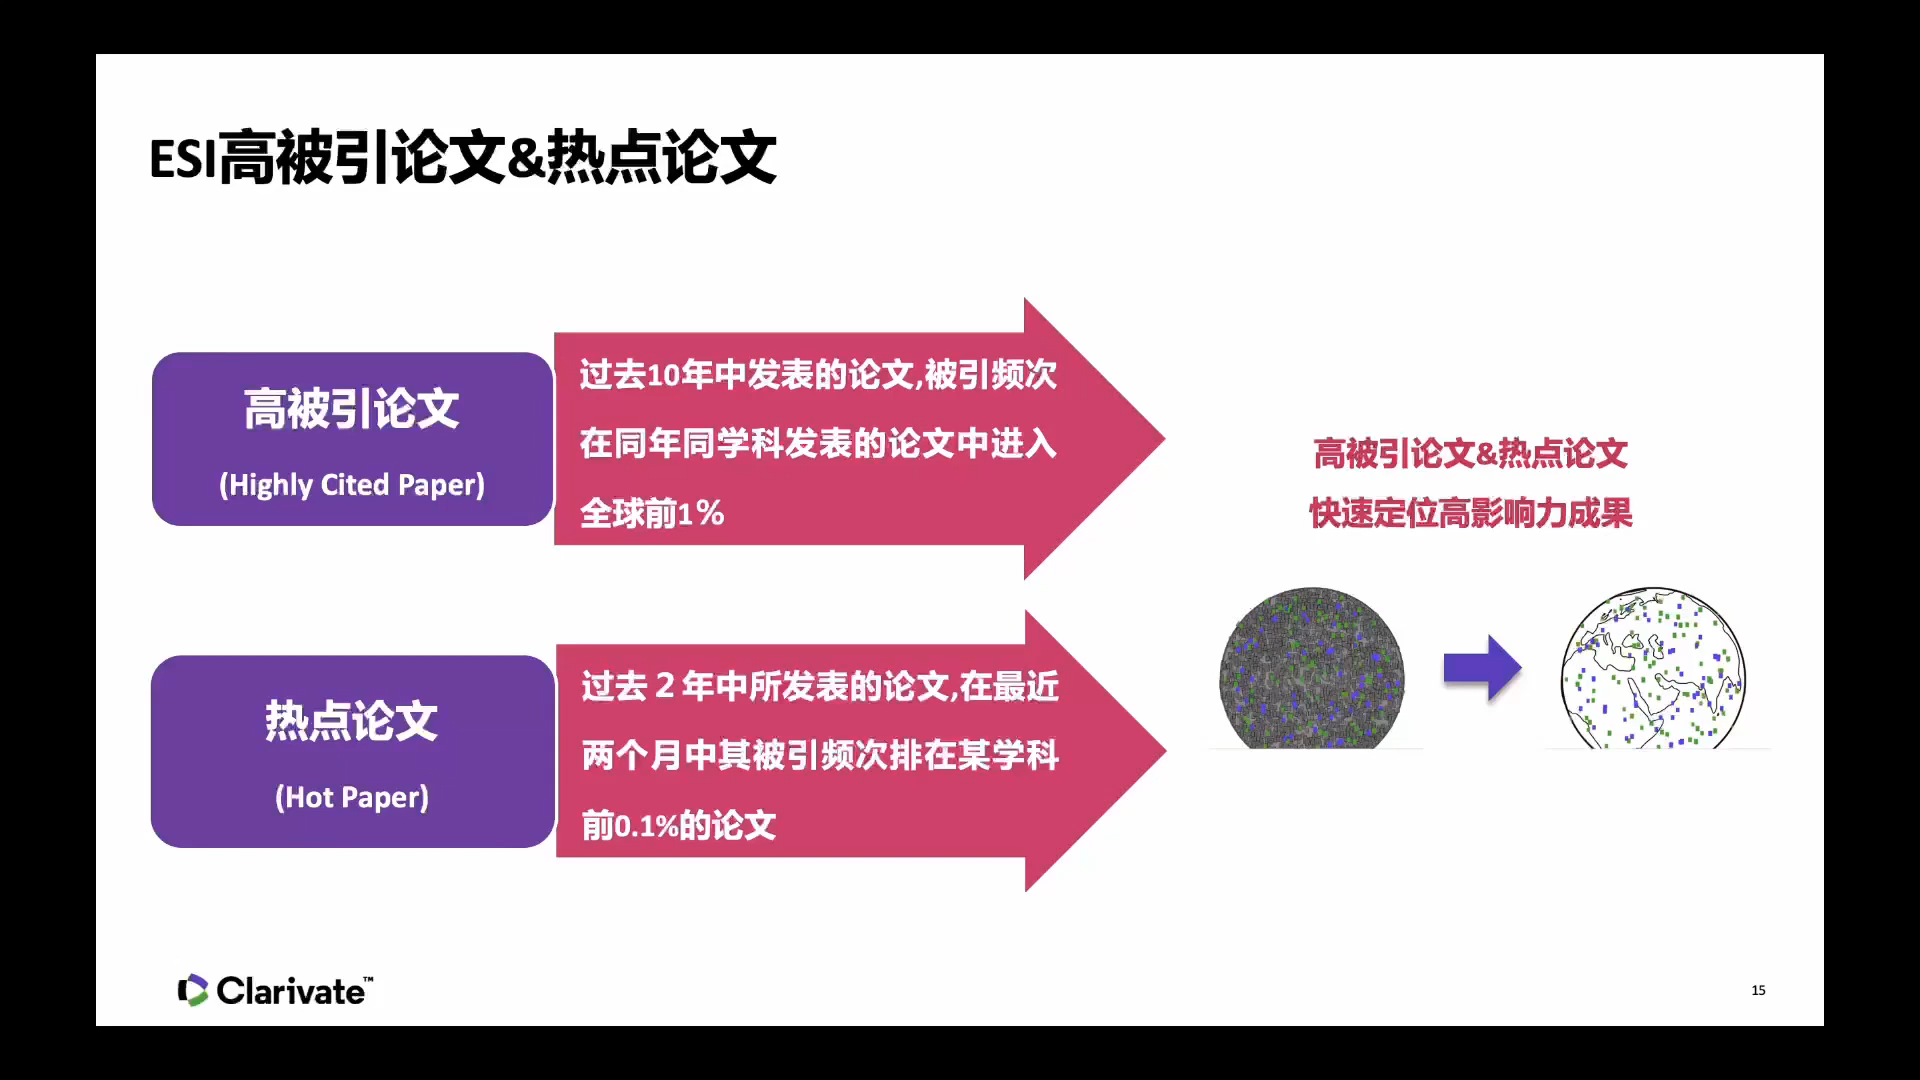 ESI高被引论文&热点论文
高被引论文
(Highly Cited Paper)
过去10年中发表的论文,被引频次
在同年同学科发表的论文中进入
全球前1％
高被引论文&热点论文
快速定位高影响力成果
热点论文
(Hot Paper)
过去２年中所发表的论文,在最近
两个月中其被引频次排在某学科
前0.1%的论文
Clarivate™
15